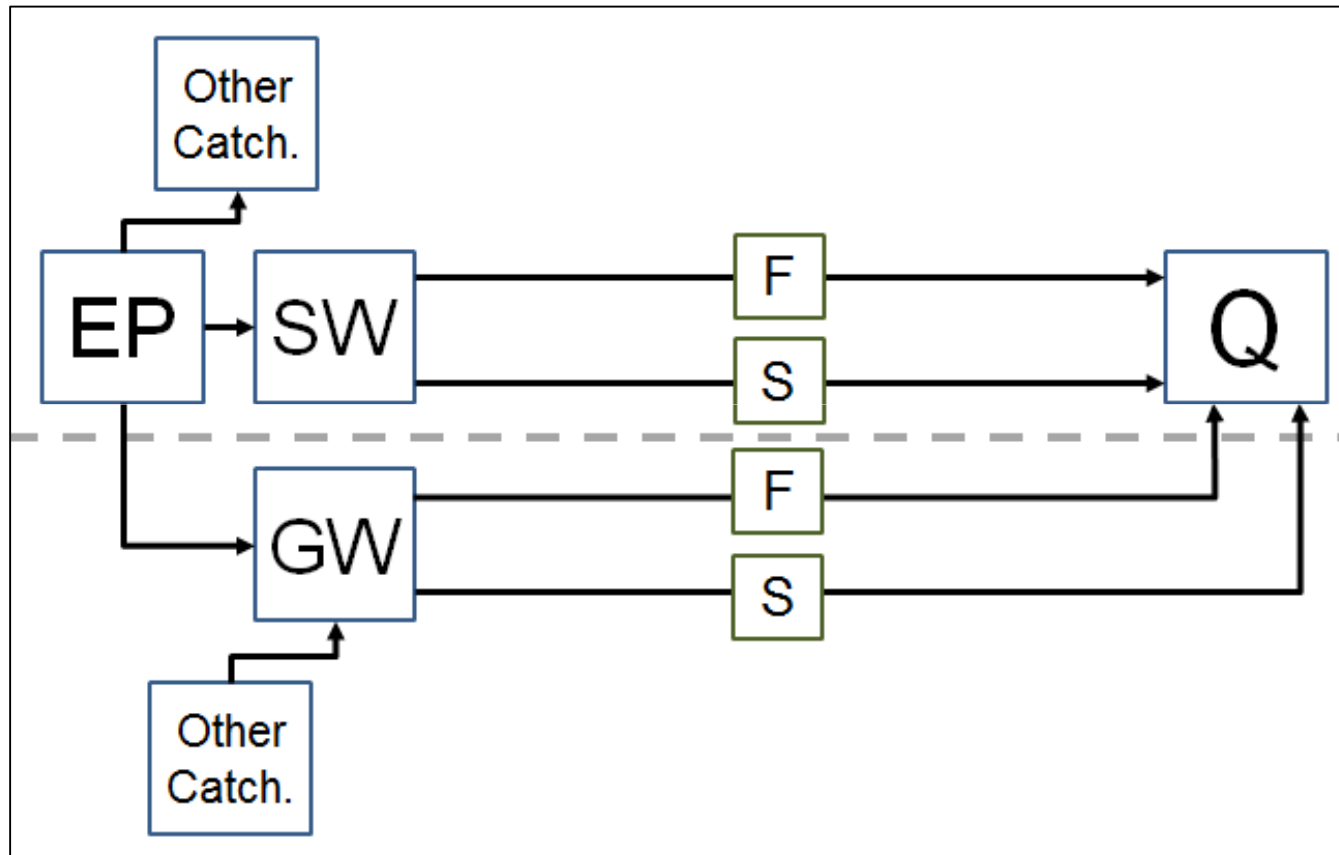 Other
Catch.
EP
SW
F
Q
S
GW
F
S
Other
Catch.